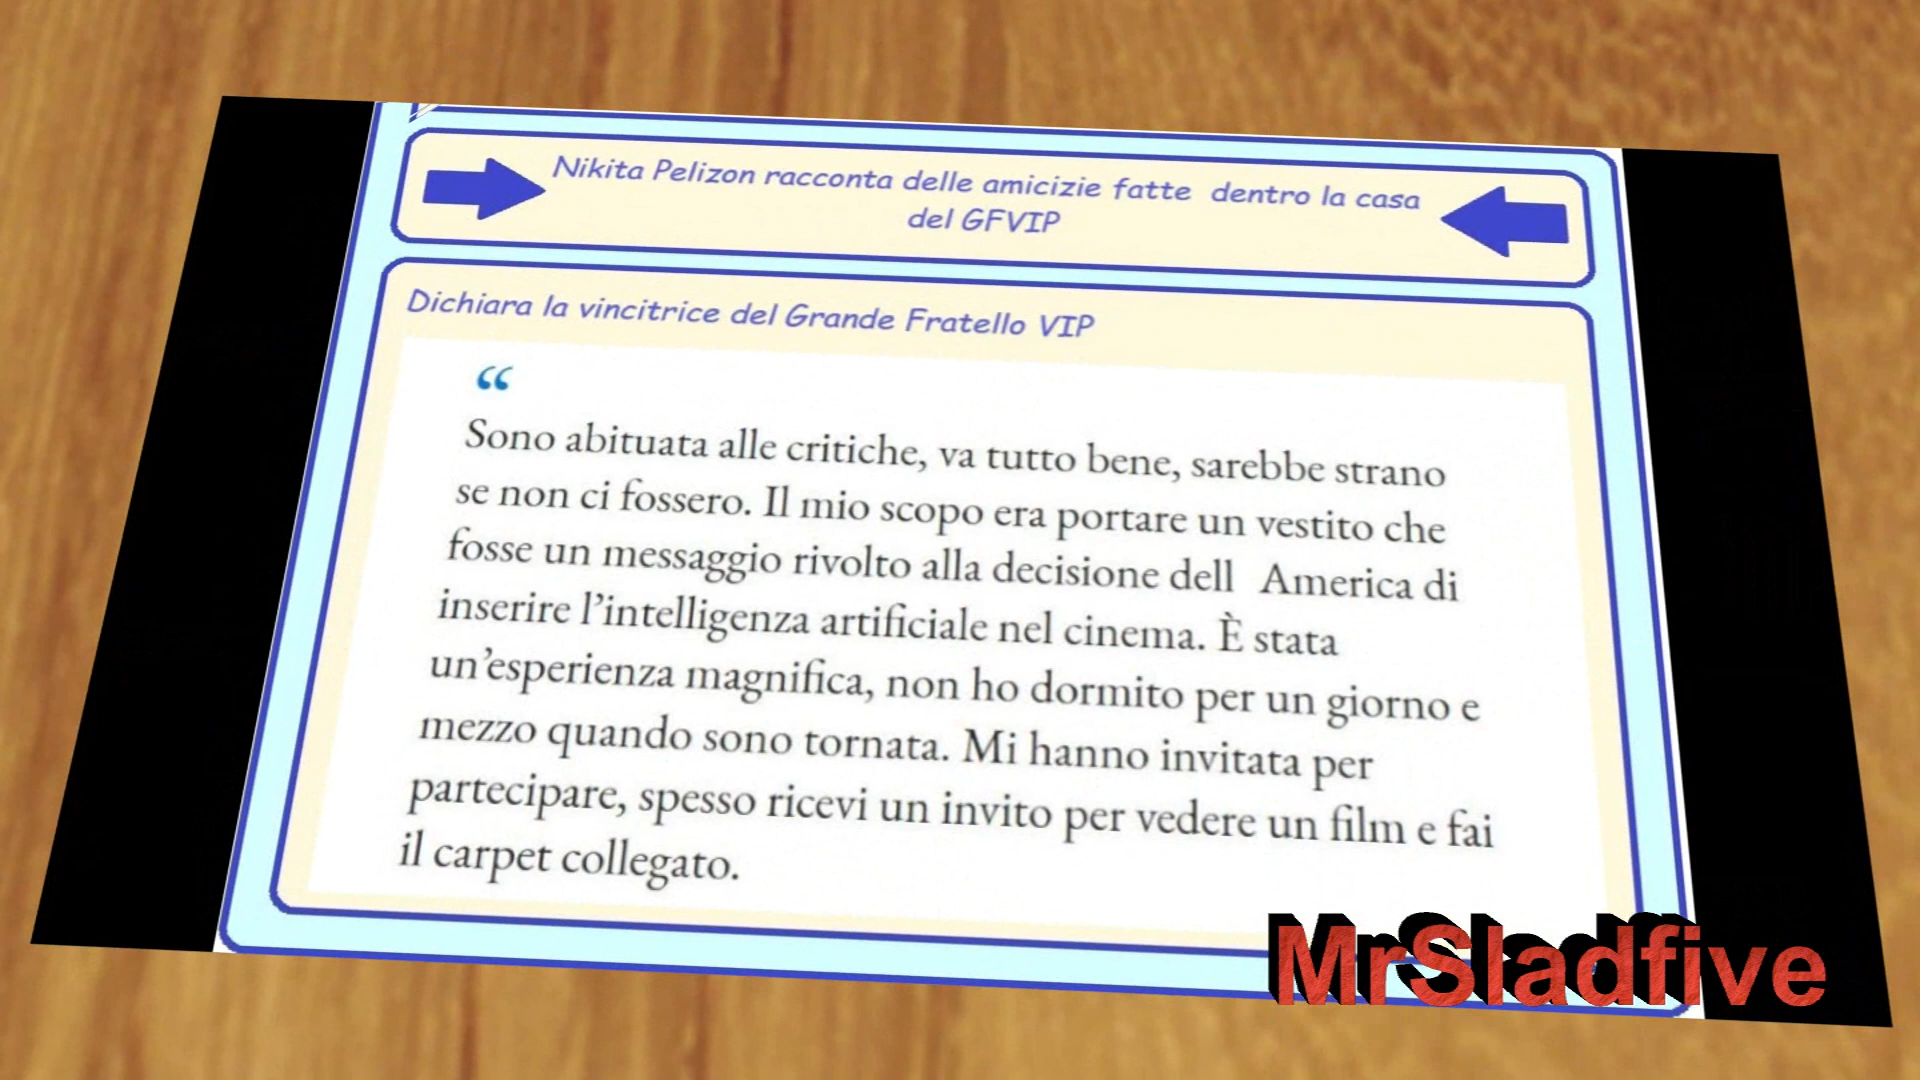 Nikita Pelizon racconta delle amicizie fatte dentro la casa
del GFVIP
Dichiara la vincitrice del Grande Fratello VIP
“
Sono abituata alle critiche, va tutto bene, sarebbe strano
se non ci fossero. Il mio scopo era portare un vestito che
fosse un messaggio rivolto alla decisione dell America di
inserire l’intelligenza artificiale nel cinema. È stata
un’esperienza magnifica, non ho dormito per un giorno e
mezzo quando sono tornata. Mi hanno invitata per
partecipare, spesso ricevi un invito per vedere un film e fai
il carpet collegato.
MrSladfive